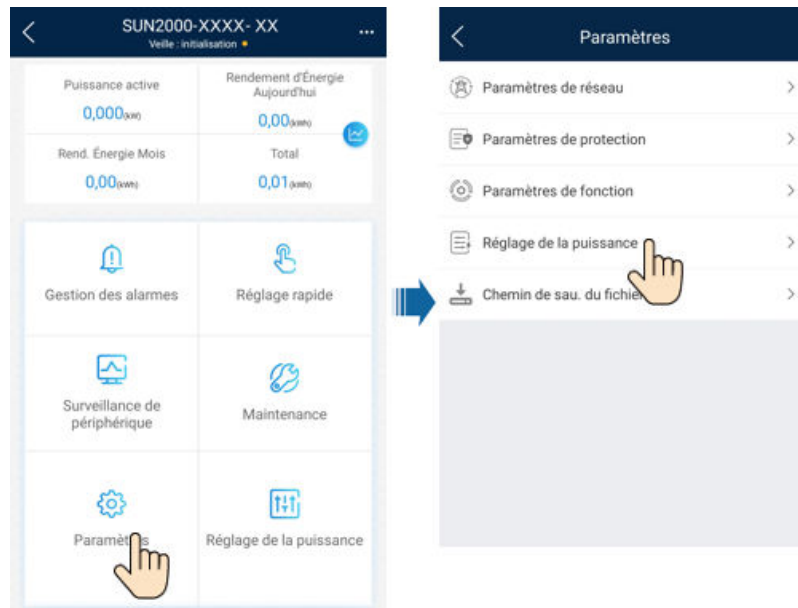 SUN2000-XXXX- XX
Veille : initialisation
Puissance active
0,000(kW)
Rendement d'Énergie
Aujourd'hui
0,00(kWh)
Rend. Énergie Mois
0,00(kWh)
Total
0,01(kWh)
Gestion des alarmes
Réglage rapide
Surveillance de
périphérique
Maintenance
Paramètres
Réglage de la puissance
Paramètres
Paramètres de réseau
Paramètres de protection
Paramètres de fonction
Réglage de la puissance
Chemin de sau. du fichier